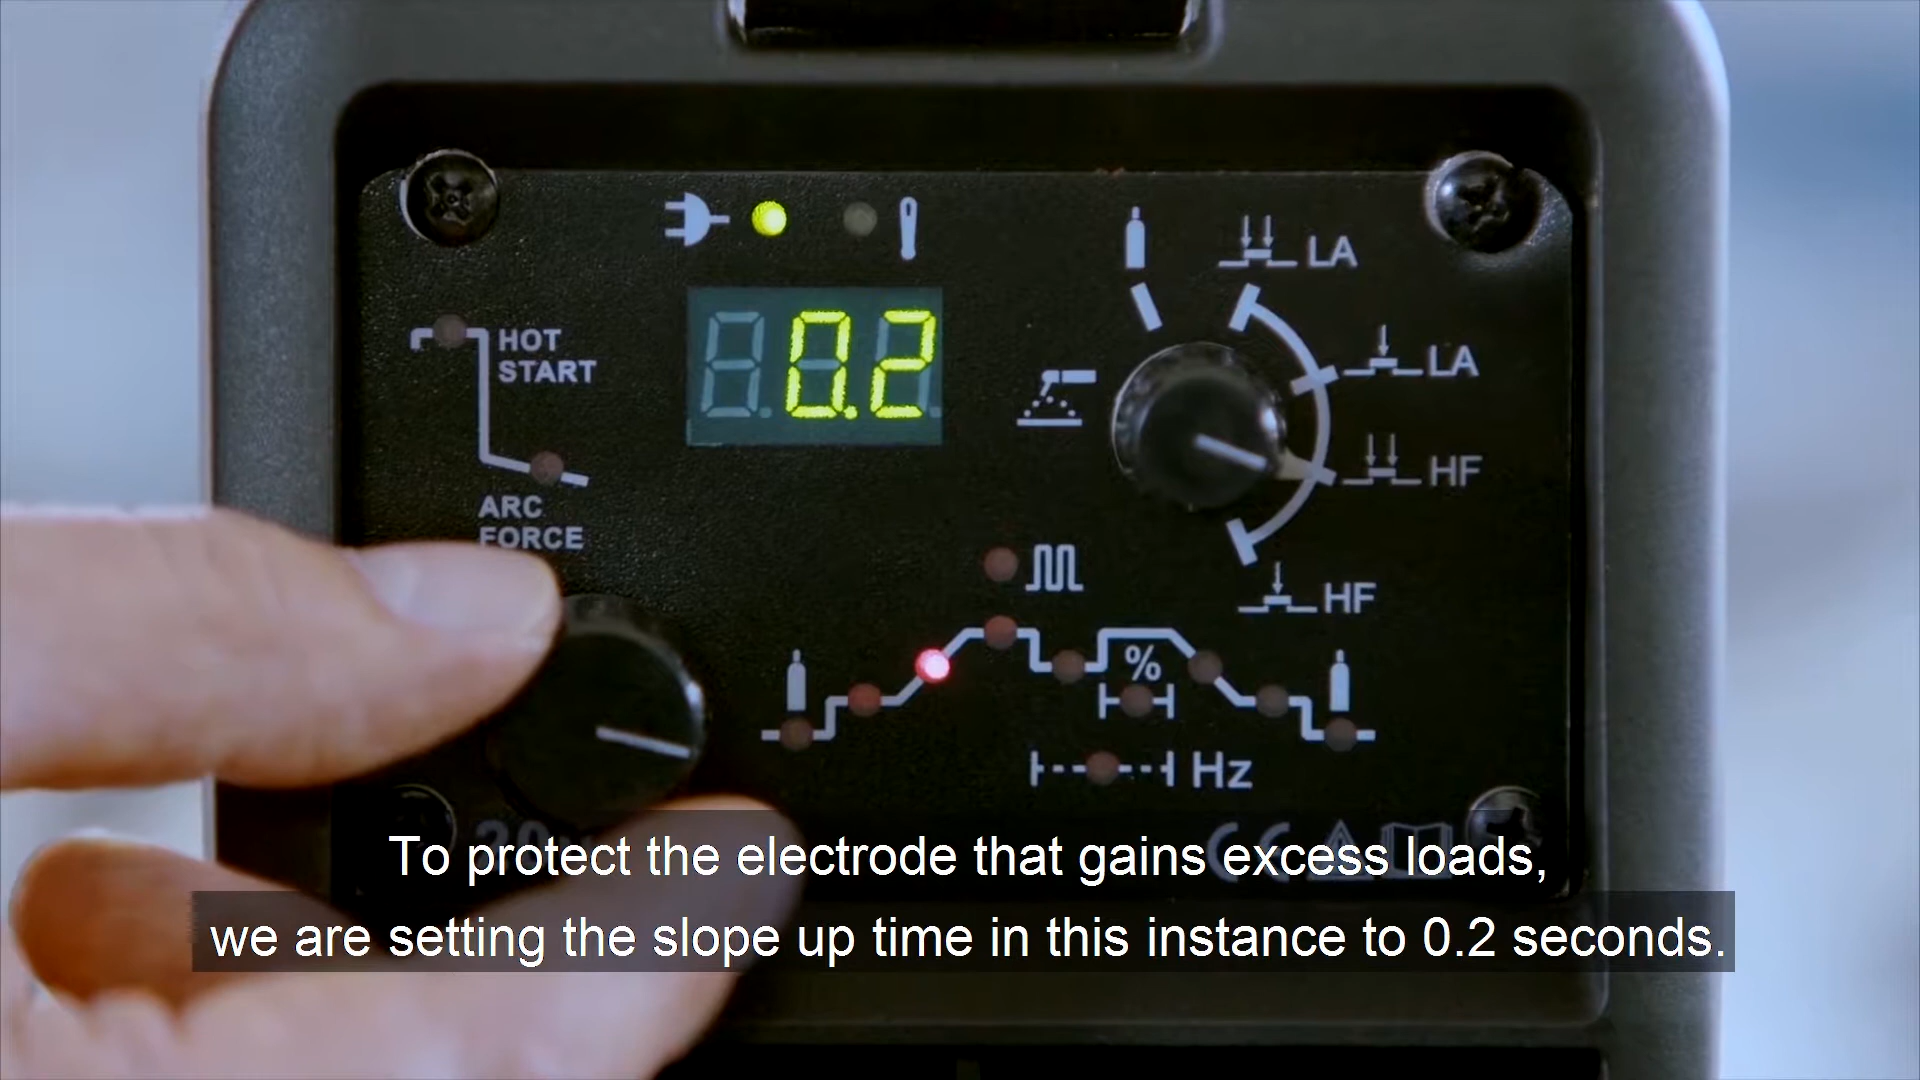 0.2
HOT
START
LA
LA
ARC
FORCE
HF
HF
%
Hz
CE
To protect the electrode that gains excess loads,
we are setting the slope up time in this instance to 0.2 seconds.